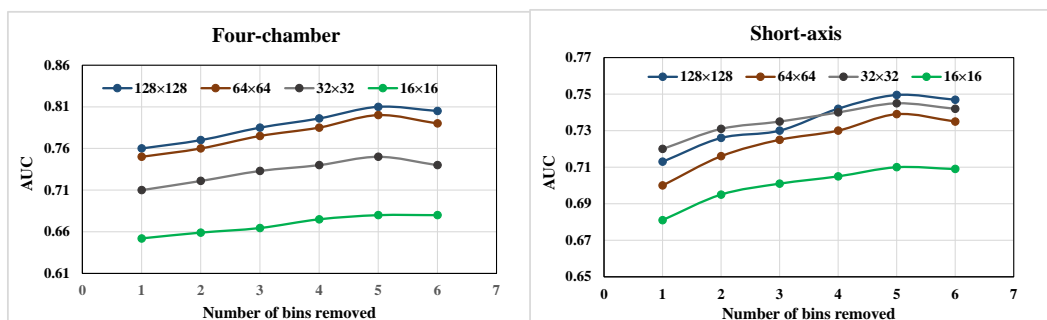 Four-chamber
0.86
128×128 64×64 32×32 16×16
0.81
0.76
0.71
0.66
0.61
AUC
0 1 2 3 4 5 6 7
Number of bins removed
Short-axis
0.77
128×128 64×64 32×32 16×16
0.75
0.73
0.71
0.69
0.67
0.65
AUC
0 1 2 3 4 5 6 7
Number of bins removed